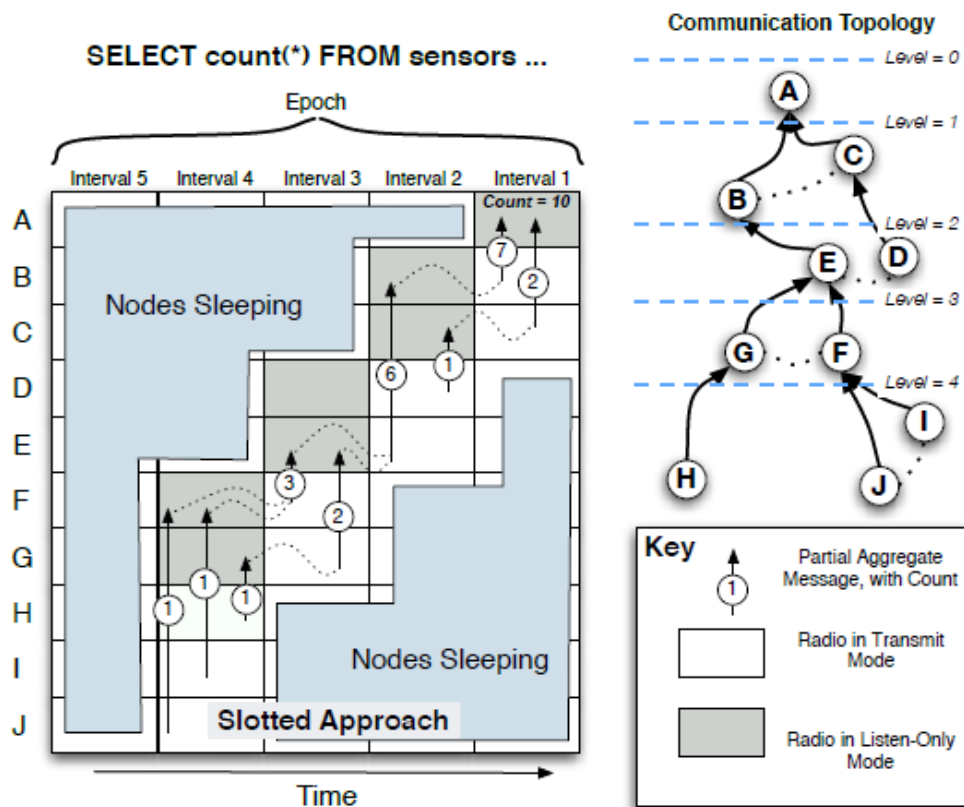 SELECT count(*) FROM sensors ...
Epoch
Interval 5 Interval 4 Interval 3 Interval 2 Interval 1
A
Count = 10
B
7
2
Nodes Sleeping
C
1
6
D
E
3
F
2
G
1
1
1
H
I
Nodes Sleeping
J
Slotted Approach
Time
Communication Topology
Level = 0
A
Level = 1
C
B
Level = 2
D
E
Level = 3
G
F
Level = 4
I
H
J
Key
Partial Aggregate
Message, with Count
1
Radio in Transmit
Mode
Radio in Listen-Only
Mode